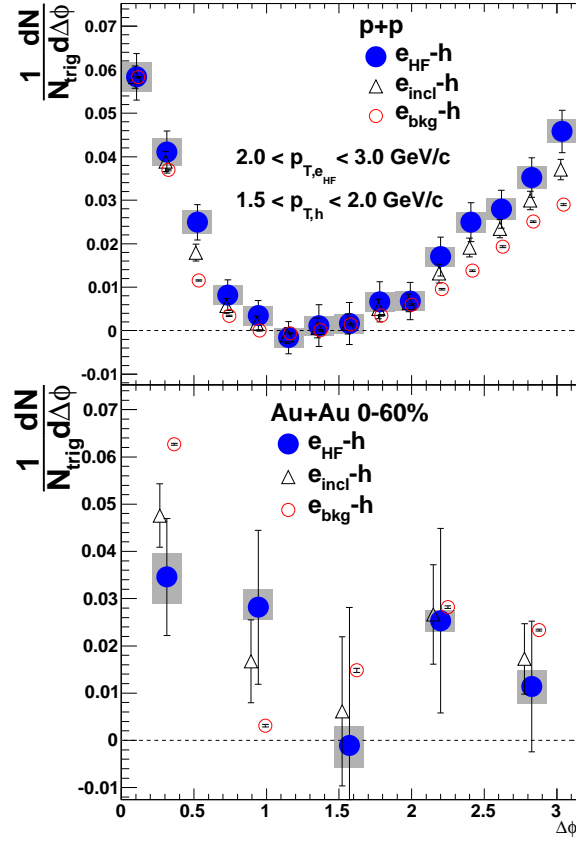 0.07
0.06
0.05
0.04
0.03
0.02
0.01
0
-0.01
1 dN
N_trig dΔϕ
p+p
e_HF-h
e_incl-h
e_bkg-h
2.0 < p_T,e_HF < 3.0 GeV/c
1.5 < p_T,h < 2.0 GeV/c
0.07
0.06
0.05
0.04
0.03
0.02
0.01
0
-0.01
1 dN
N_trig dΔϕ
Au+Au 0-60%
e_HF-h
e_incl-h
e_bkg-h
0 0.5 1 1.5 2 2.5 3
Δϕ